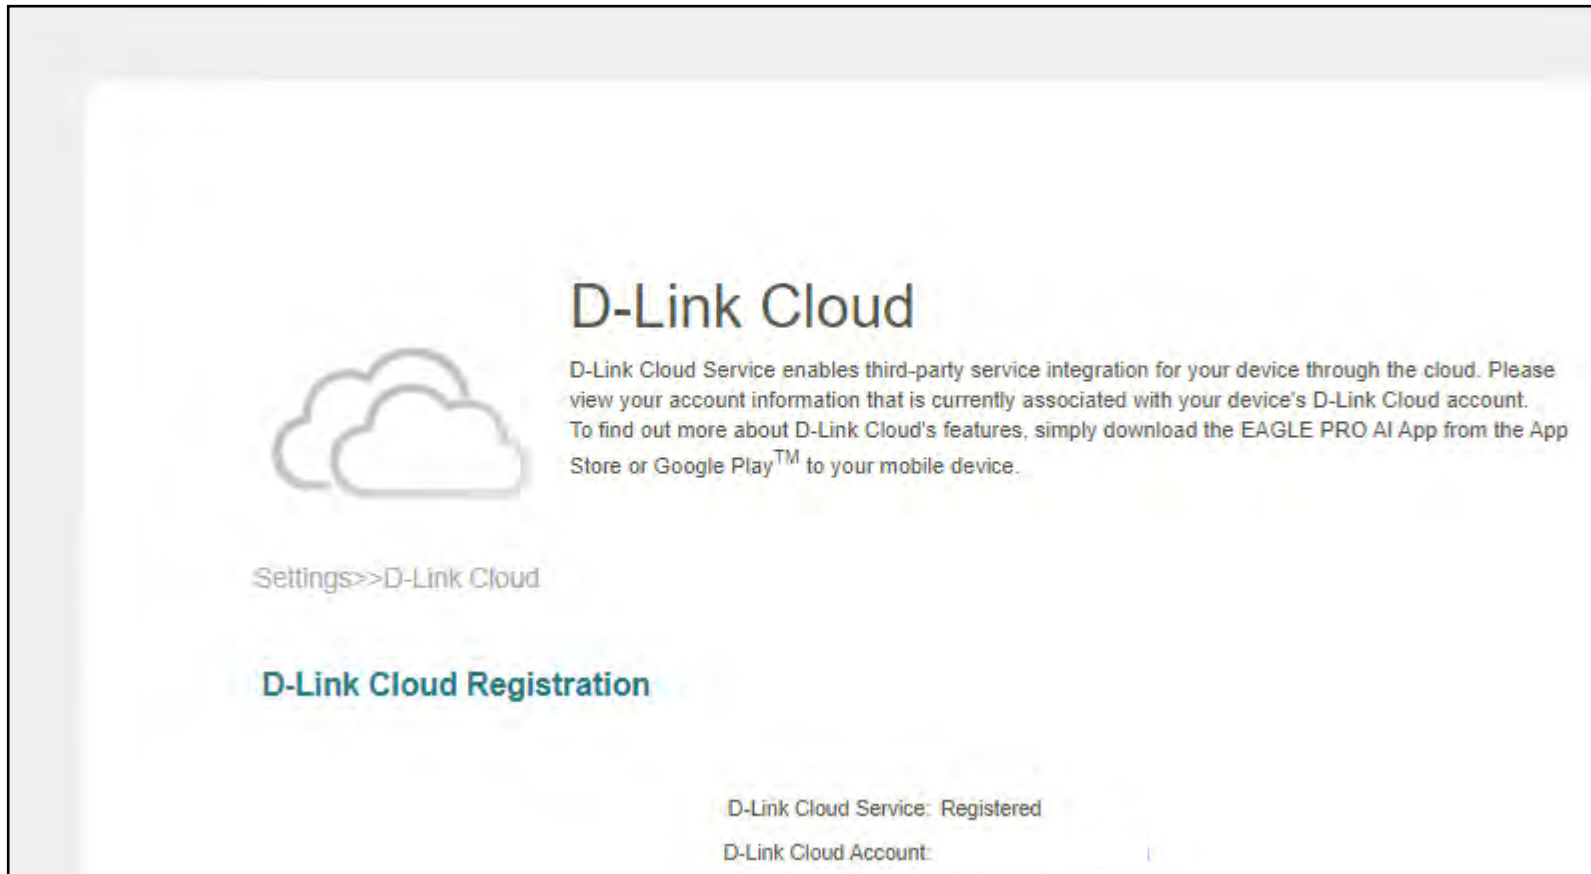 D-Link Cloud
D-Link Cloud Service enables third-party service integration for your device through the cloud. Please
view your account information that is currently associated with your device's D-Link Cloud account.
To find out more about D-Link Cloud's features, simply download the EAGLE PRO AI App from the App
Store or Google Play™ to your mobile device.
Settings>>D-Link Cloud
D-Link Cloud Registration
D-Link Cloud Service: Registered
D-Link Cloud Account: